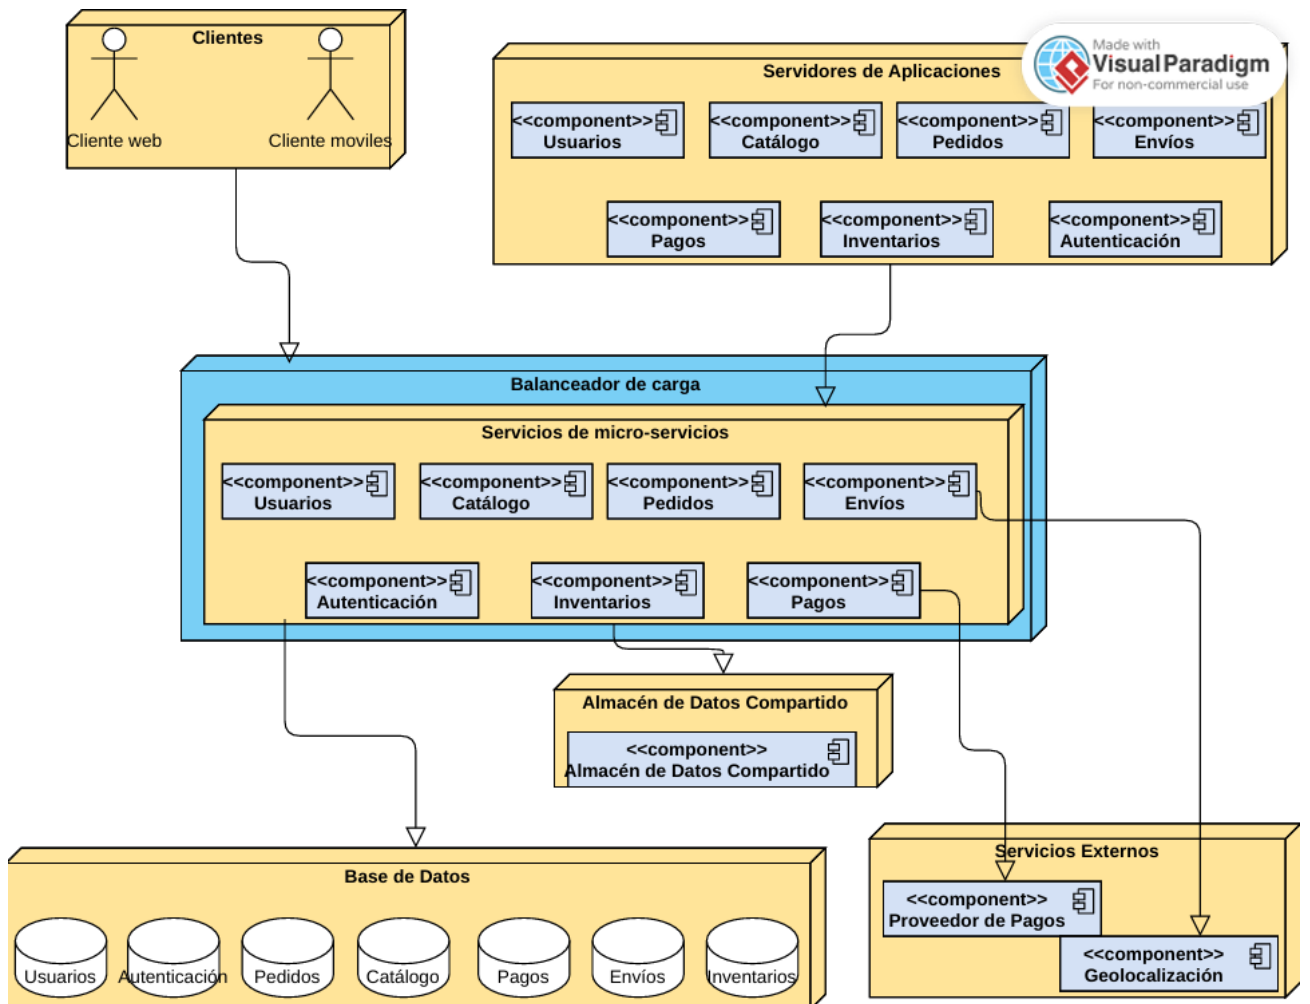 Clientes
Cliente web
Cliente moviles
Made with
VisualParadigm
For non-commercial use
Servidores de Aplicaciones
<<component>>
Usuarios
<<component>>
Catálogo
<<component>>
Pedidos
<<component>>
Envíos
<<component>>
Pagos
<<component>>
Inventarios
<<component>>
Autenticación
Balanceador de carga
Servicios de micro-servicios
<<component>>
Usuarios
<<component>>
Catálogo
<<component>>
Pedidos
<<component>>
Envíos
<<component>>
Autenticación
<<component>>
Inventarios
<<component>>
Pagos
Almacén de Datos Compartido
<<component>>
Almacén de Datos Compartido
Base de Datos
Usuarios
Autenticación
Pedidos
Catálogo
Pagos
Envíos
Inventarios
Servicios Externos
<<component>>
Proveedor de Pagos
<<component>>
Geolocalización